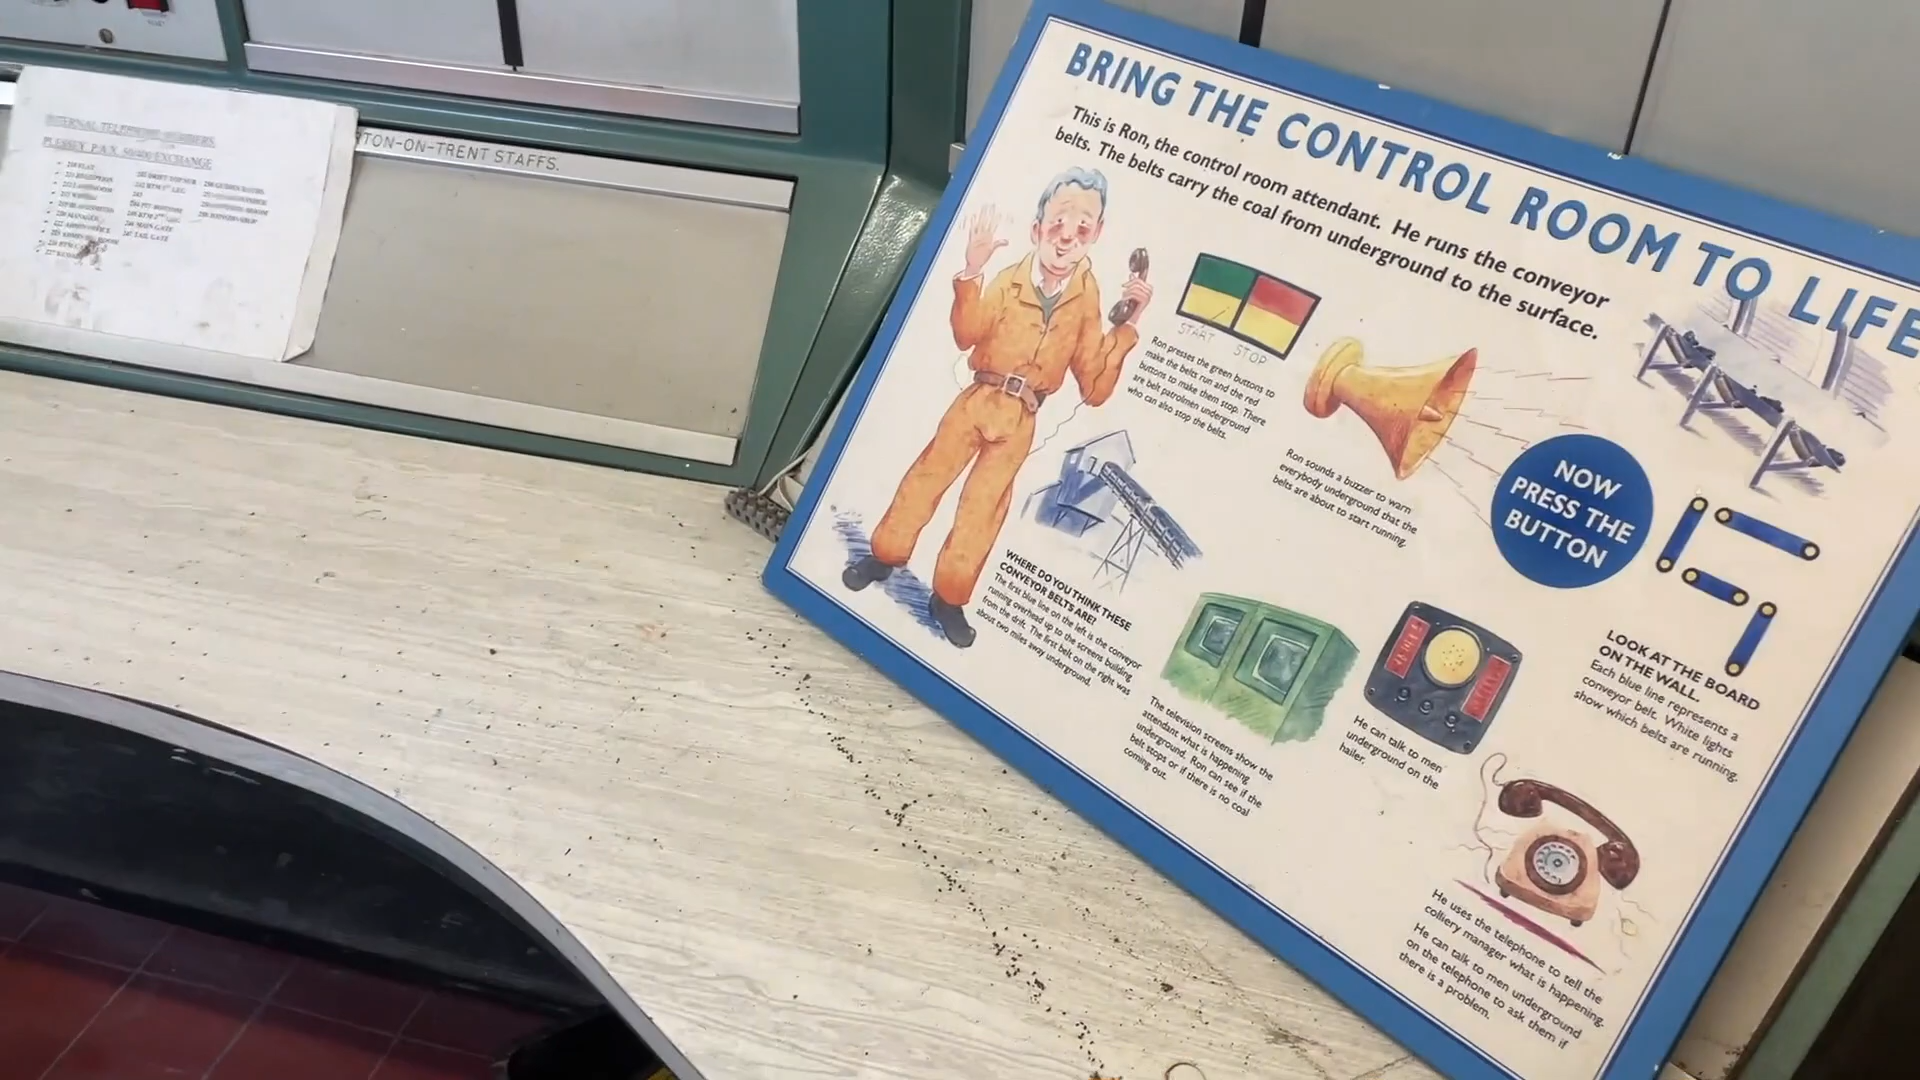 INTERNAL TELEPHONE NUMBERS
PLESSEY P.A.X. 50/400 EXCHANGE
MAIN GATE
TAIL GATE
RTON-ON-TRENT STAFFS.
BRING THE CONTROL ROOM TO LIFE
This is Ron, the control room attendant. He runs the conveyor
belts. The belts carry the coal from underground to the surface.
START STOP
Ron presses the green buttons to
make the belts run and the red
buttons to make them stop. There
are belt patrolmen underground
who can also stop the belts.
Ron sounds a buzzer to warn
everybody underground that the
belts are about to start running.
NOW
PRESS THE
BUTTON
WHERE DO YOU THINK THESE
CONVEYOR BELTS ARE?
The first blue line on the left is the conveyor
running overhead up to the screens building
from the drift. The first belt on the right was
about two miles away underground.
The television screens show the
attendant what is happening
underground. Ron can see if the
belt stops or if there is no coal
coming out.
He can talk to men
underground on the
hailer.
LOOK AT THE BOARD
ON THE WALL.
Each blue line represents a
conveyor belt. White lights
show which belts are running.
He uses the telephone to tell the
colliery manager what is happening.
He can talk to men underground
on the telephone to ask them if
there is a problem.